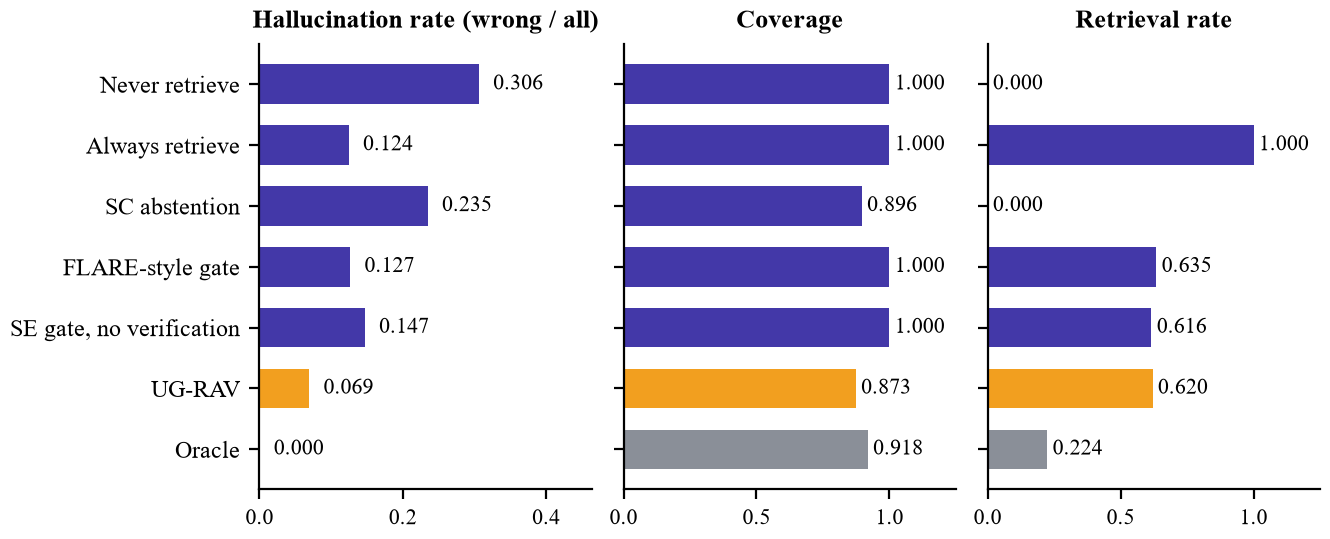 Hallucination rate (wrong / all) Coverage Retrieval rate
Never retrieve 0.306 1.000 0.000
Always retrieve 0.124 1.000 1.000
SC abstention 0.235 0.896 0.000
FLARE-style gate 0.127 1.000 0.635
SE gate, no verification 0.147 1.000 0.616
UG-RAV 0.069 0.873 0.620
Oracle 0.000 0.918 0.224
0.0 0.2 0.4 0.0 0.5 1.0 0.0 0.5 1.0